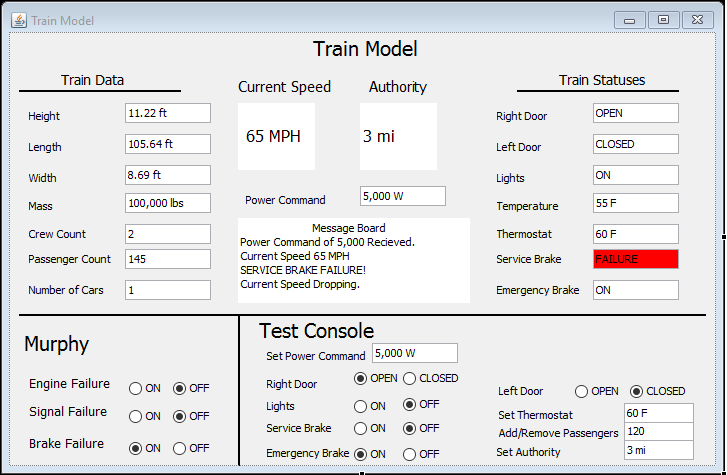 Train Model
Train Model
Train Data
Current Speed
Authority
Train Statuses
Height 11.22 ft
Length 105.64 ft
Width 8.69 ft
Mass 100,000 lbs
Crew Count 2
Passenger Count 145
Number of Cars 1
65 MPH
3 mi
Power Command 5,000 W
Message Board
Power Command of 5,000 Recieved.
Current Speed 65 MPH
SERVICE BRAKE FAILURE!
Current Speed Dropping.
Right Door OPEN
Left Door CLOSED
Lights ON
Temperature 55 F
Thermostat 60 F
Service Brake FAILURE
Emergency Brake ON
Murphy
Engine Failure ON OFF
Signal Failure ON OFF
Brake Failure ON OFF
Test Console
Set Power Command 5,000 W
Right Door OPEN CLOSED
Lights ON OFF
Service Brake ON OFF
Emergency Brake ON OFF
Left Door OPEN CLOSED
Set Thermostat 60 F
Add/Remove Passengers 120
Set Authority 3 mi